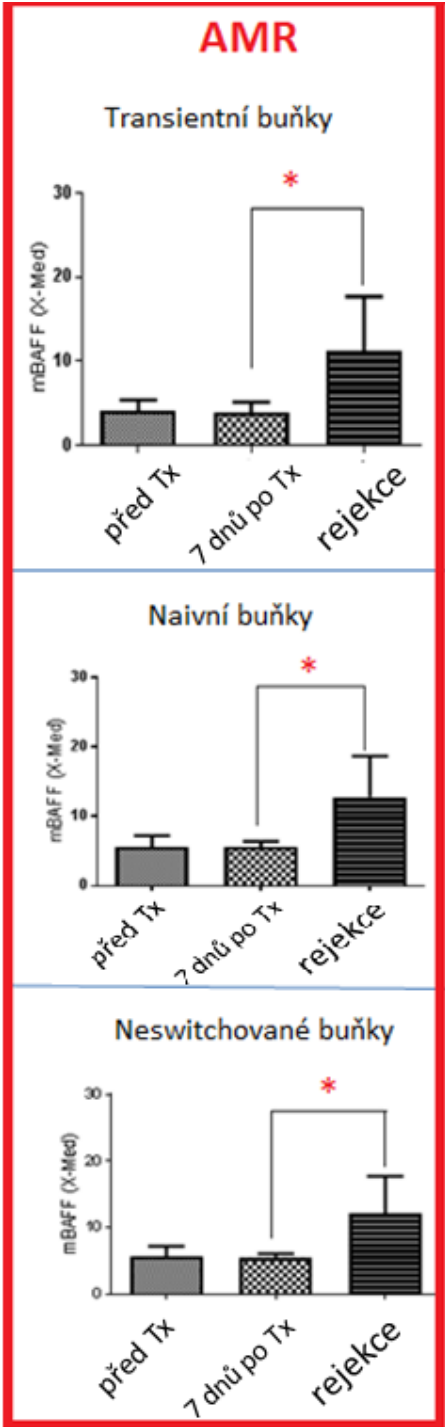 AMR
Transientní buňky
*
mBAFF (X-Med)
30
20
10
0
před Tx
7 dnů po Tx
rejekce
Naivní buňky
*
mBAFF (X-Med)
30
20
10
0
před Tx
7 dnů po Tx
rejekce
Neswitchované buňky
*
mBAFF (X-Med)
30
20
10
0
před Tx
7 dnů po Tx
rejekce